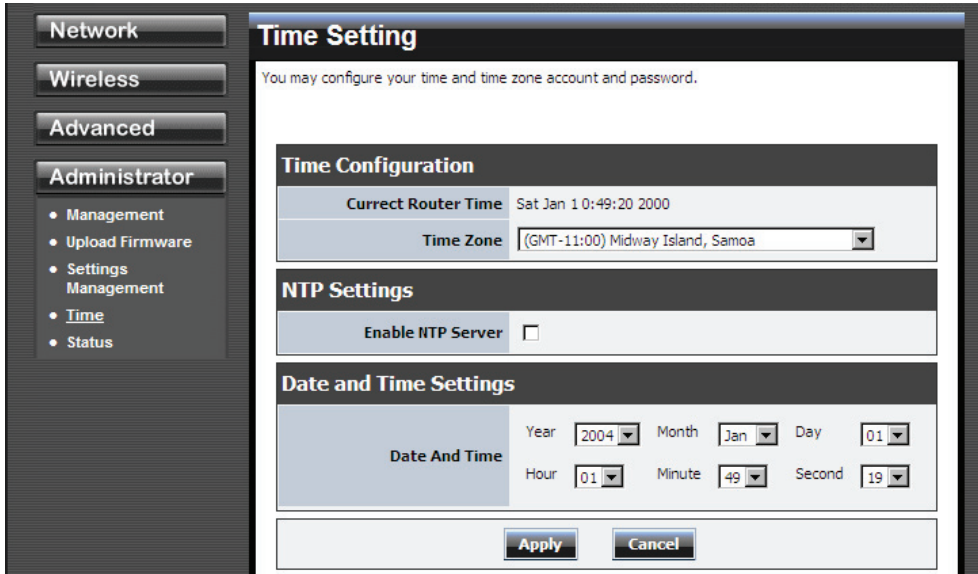 Network
Wireless
Advanced
Administrator
Management
Upload Firmware
Settings
Management
Time
Status
Time Setting
You may configure your time and time zone account and password.
Time Configuration
Currect Router Time Sat Jan 1 0:49:20 2000
Time Zone (GMT-11:00) Midway Island, Samoa
NTP Settings
Enable NTP Server
Date and Time Settings
Date And Time
Year 2004 Month Jan Day 01
Hour 01 Minute 49 Second 19
Apply Cancel